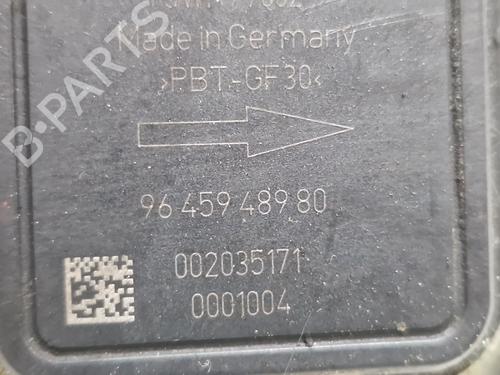 Made in Germany
>PBT-GF30<
96 459 489 80
002035171
0001004
B-PARTS